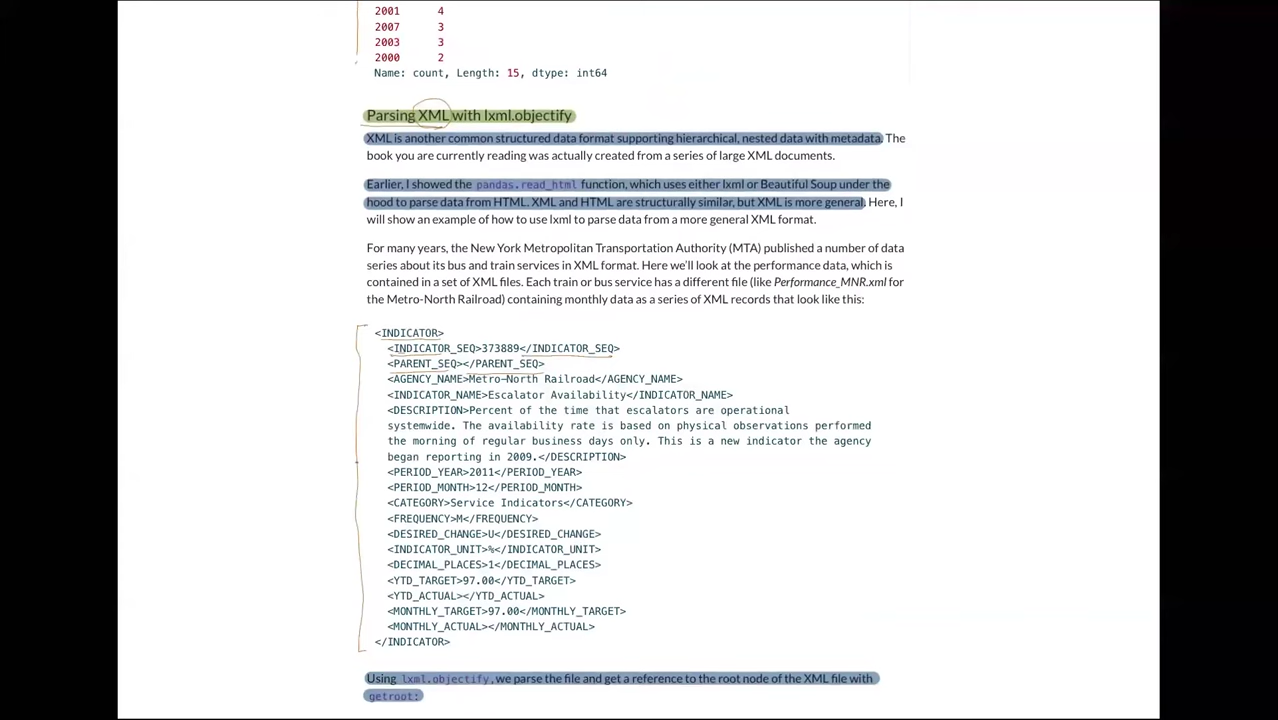 2001 4
2007 3
2003 3
2000 2
Name: count, Length: 15, dtype: int64
Parsing XML with lxml.objectify
XML is another common structured data format supporting hierarchical, nested data with metadata. The
book you are currently reading was actually created from a series of large XML documents.
Earlier, I showed the pandas.read_html function, which uses either lxml or Beautiful Soup under the
hood to parse data from HTML. XML and HTML are structurally similar, but XML is more general. Here, I
will show an example of how to use lxml to parse data from a more general XML format.
For many years, the New York Metropolitan Transportation Authority (MTA) published a number of data
series about its bus and train services in XML format. Here we'll look at the performance data, which is
contained in a set of XML files. Each train or bus service has a different file (like Performance_MNR.xml for
the Metro-North Railroad) containing monthly data as a series of XML records that look like this:
<INDICATOR>
<INDICATOR_SEQ>373889</INDICATOR_SEQ>
<PARENT_SEQ></PARENT_SEQ>
<AGENCY_NAME>Metro-North Railroad</AGENCY_NAME>
<INDICATOR_NAME>Escalator Availability</INDICATOR_NAME>
<DESCRIPTION>Percent of the time that escalators are operational
systemwide. The availability rate is based on physical observations performed
the morning of regular business days only. This is a new indicator the agency
began reporting in 2009.</DESCRIPTION>
<PERIOD_YEAR>2011</PERIOD_YEAR>
<PERIOD_MONTH>12</PERIOD_MONTH>
<CATEGORY>Service Indicators</CATEGORY>
<FREQUENCY>M</FREQUENCY>
<DESIRED_CHANGE>U</DESIRED_CHANGE>
<INDICATOR_UNIT>%</INDICATOR_UNIT>
<DECIMAL_PLACES>1</DECIMAL_PLACES>
<YTD_TARGET>97.00</YTD_TARGET>
<YTD_ACTUAL></YTD_ACTUAL>
<MONTHLY_TARGET>97.00</MONTHLY_TARGET>
<MONTHLY_ACTUAL></MONTHLY_ACTUAL>
</INDICATOR>
Using lxml.objectify, we parse the file and get a reference to the root node of the XML file with
getroot: